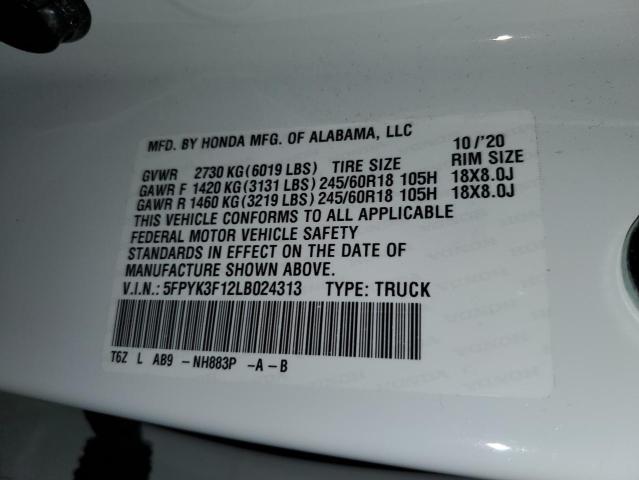 MFD. BY HONDA MFG. OF ALABAMA, LLC 10/'20
GVWR 2730 KG (6019 LBS) TIRE SIZE RIM SIZE
GAWR F 1420 KG (3131 LBS) 245/60R18 105H 18X8.0J
GAWR R 1460 KG (3219 LBS) 245/60R18 105H 18X8.0J
THIS VEHICLE CONFORMS TO ALL APPLICABLE
FEDERAL MOTOR VEHICLE SAFETY
STANDARDS IN EFFECT ON THE DATE OF
MANUFACTURE SHOWN ABOVE.
V.I.N.: 5FPYK3F12LB024313 TYPE: TRUCK
T6Z L AB9 -NH883P -A-B